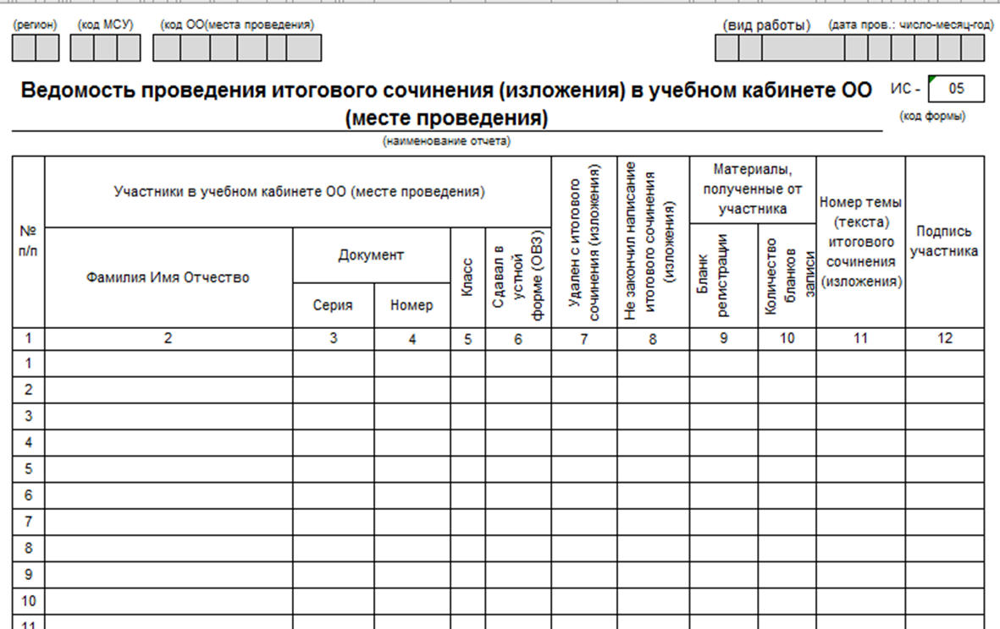 (регион) (код МСУ) (код ОО(места проведения) (вид работы) (дата пров.: число-месяц-год)
Ведомость проведения итогового сочинения (изложения) в учебном кабинете ОО
(месте проведения)
ИС - 05
(код формы)
(наименование отчета)
№
п/п
Участники в учебном кабинете ОО (месте проведения)
Фамилия Имя Отчество
Документ
Серия
Номер
Класс
Сдавал в
устной
форме (ОВЗ)
Удален с итогового
сочинения (изложения)
Не закончил написание
итогового сочинения
(изложения)
Материалы,
полученные от
участника
Бланк
регистрации
Количество
бланков
записи
Номер темы
(текста)
итогового
сочинения
(изложения)
Подпись
участника
1 2 3 4 5 6 7 8 9 10 11 12
1
2
3
4
5
6
7
8
9
10
11